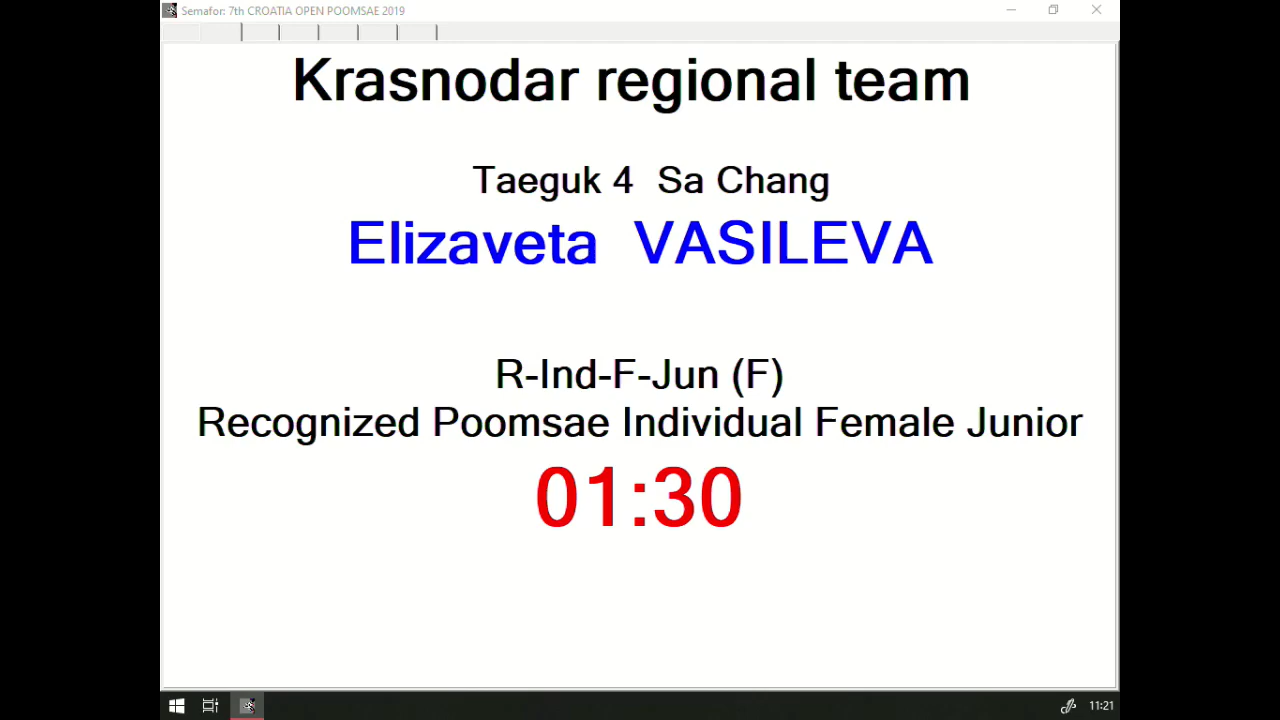 Semafor: 7th CROATIA OPEN POOMSAE 2019
Krasnodar regional team
Taeguk 4 Sa Chang
Elizaveta VASILEVA
R-Ind-F-Jun (F)
Recognized Poomsae Individual Female Junior
01:30
11:21